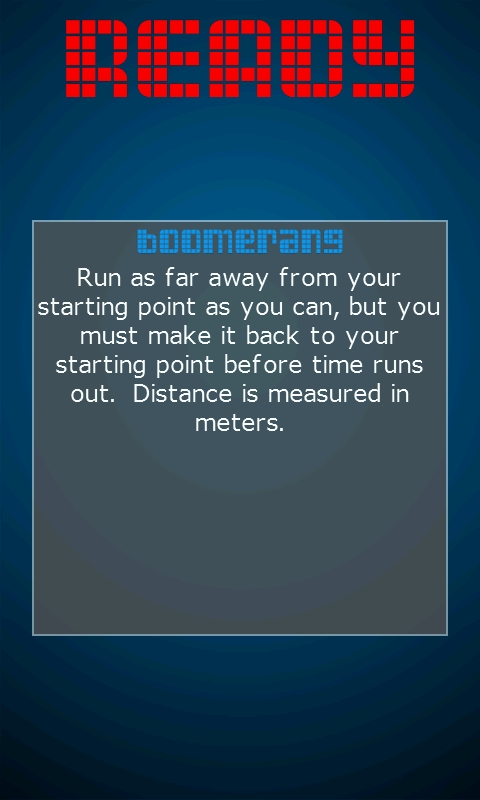 READY
boomerang
Run as far away from your
starting point as you can, but you
must make it back to your
starting point before time runs
out.  Distance is measured in
meters.